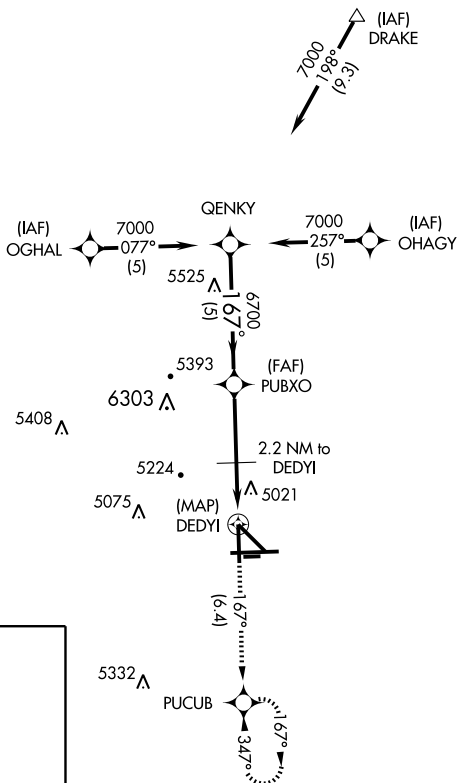 (IAF)
DRAKE
7000
198°
(9.3)
QENKY
(IAF)
OGHAL
7000
077°
(5)
7000
257°
(5)
(IAF)
OHAGY
5525
6700
167°
(5)
5393
(FAF)
PUBXO
6303
5408
2.2 NM to
DEDYI
5224
5021
5075
(MAP)
DEDYI
167°
(6.4)
5332
PUCUB
167°
347°